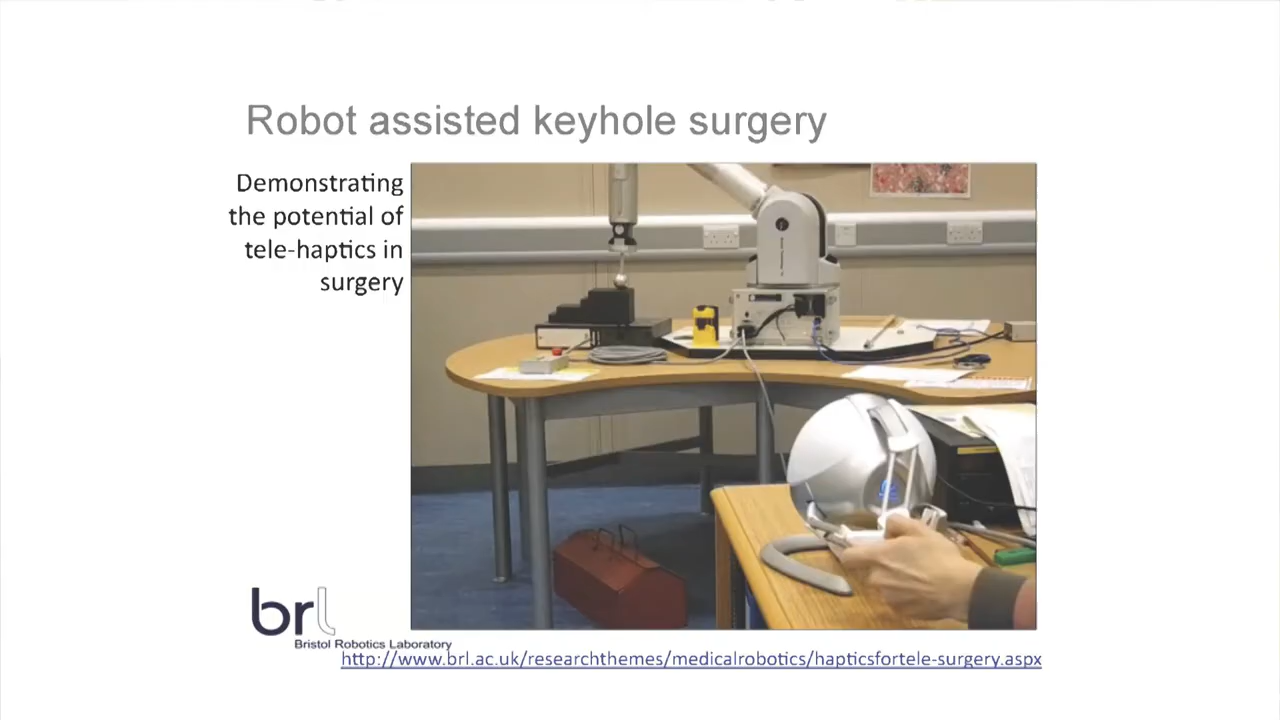 Robot assisted keyhole surgery
Demonstrating
the potential of
tele-haptics in
surgery
brl
Bristol Robotics Laboratory
http://www.brl.ac.uk/researchthemes/medicalrobotics/hapticsfortele-surgery.aspx